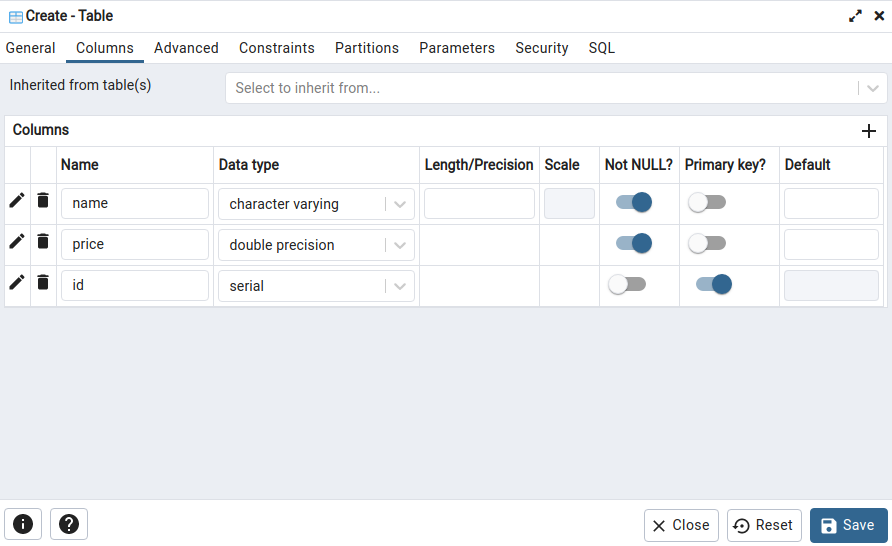 Create - Table
General Columns Advanced Constraints Partitions Parameters Security SQL
Inherited from table(s) Select to inherit from...
Columns
Name Data type Length/Precision Scale Not NULL? Primary key? Default
name character varying
price double precision
id serial
Close Reset Save